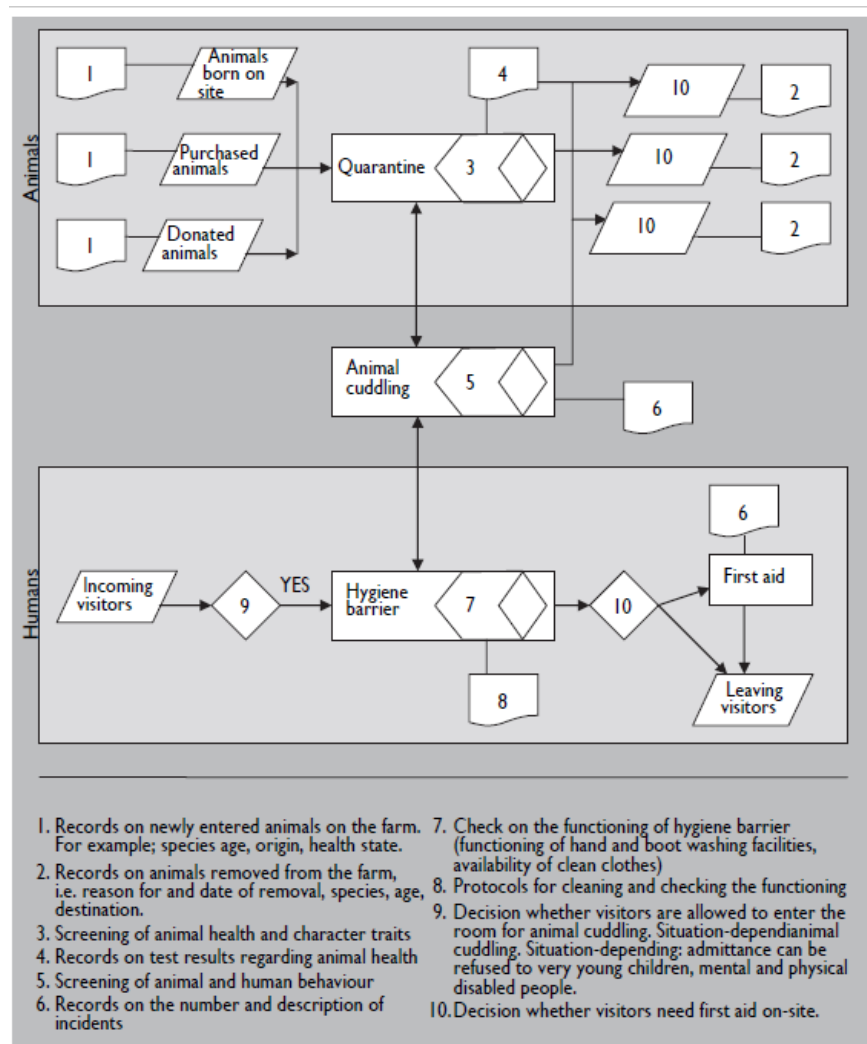 Animals
1
Animals
born on
site
4
10
2
1
Purchased
animals
Quarantine
3
10
2
1
Donated
animals
10
2
Animal
cuddling
5
6
Humans
6
Incoming
visitors
9
YES
Hygiene
barrier
7
10
First aid
8
Leaving
visitors
1. Records on newly entered animals on the farm.
For example; species age, origin, health state.
2. Records on animals removed from the farm,
i.e. reason for and date of removal, species, age,
destination.
3. Screening of animal health and character traits
4. Records on test results regarding animal health
5. Screening of animal and human behaviour
6. Records on the number and description of
incidents
7. Check on the functioning of hygiene barrier
(functioning of hand and boot washing facilities,
availability of clean clothes)
8. Protocols for cleaning and checking the functioning
9. Decision whether visitors are allowed to enter the
room for animal cuddling. Situation-dependianimal
cuddling. Situation-depending: admittance can be
refused to very young children, mental and physical
disabled people.
10. Decision whether visitors need first aid on-site.